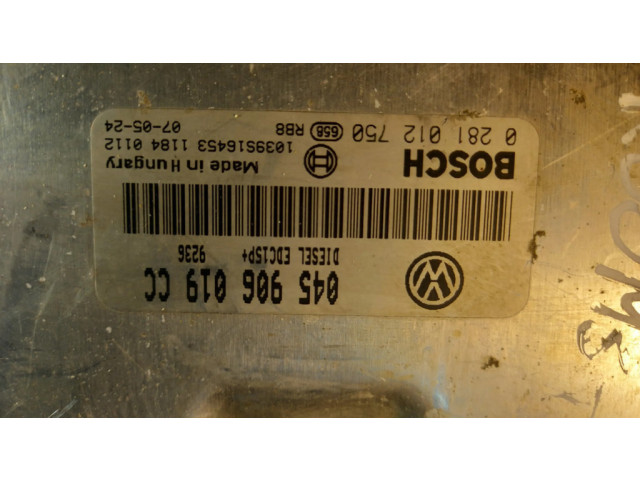 045 906 019 CC
DIESEL EDC15P+ 9236
BOSCH
Made in Hungary
1039S16453 1184 0112
0 281 012 750 658 RB8 07-05-24